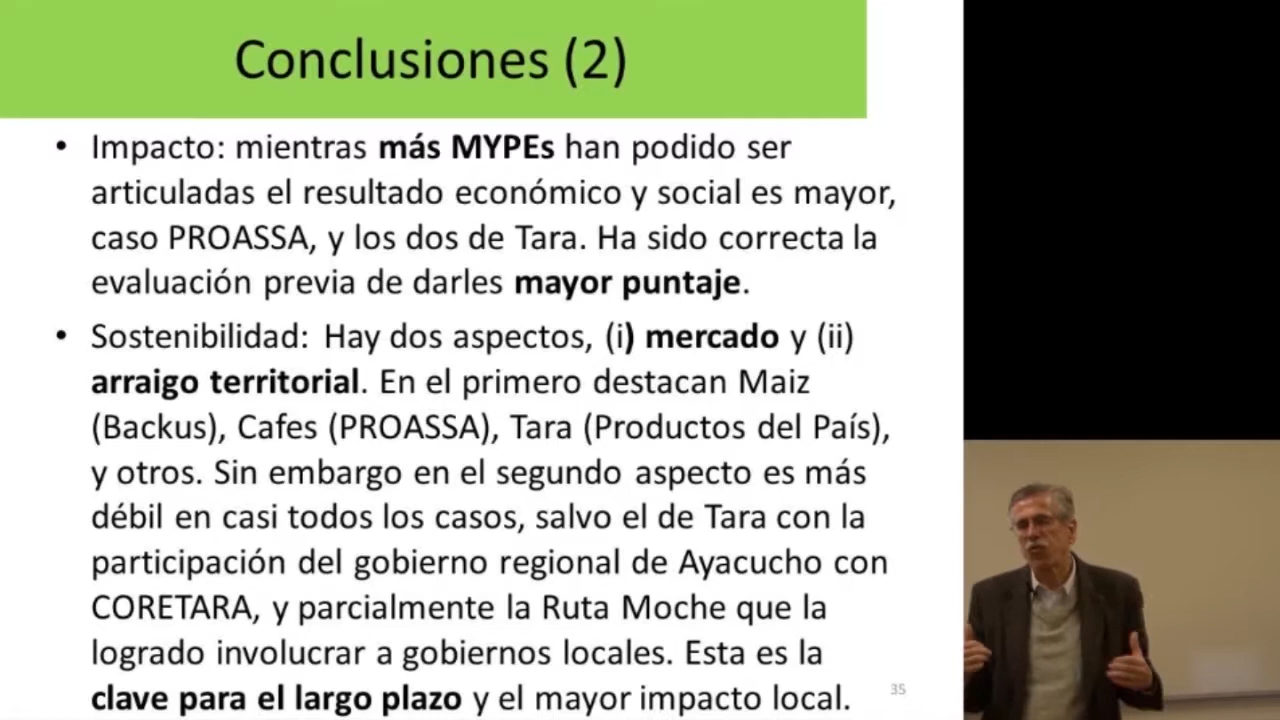 Conclusiones (2)
• Impacto: mientras más MYPEs han podido ser
articuladas el resultado económico y social es mayor,
caso PROASSA, y los dos de Tara. Ha sido correcta la
evaluación previa de darles mayor puntaje.
• Sostenibilidad: Hay dos aspectos, (i) mercado y (ii)
arraigo territorial. En el primero destacan Maiz
(Backus), Cafes (PROASSA), Tara (Productos del País),
y otros. Sin embargo en el segundo aspecto es más
débil en casi todos los casos, salvo el de Tara con la
participación del gobierno regional de Ayacucho con
CORETARA, y parcialmente la Ruta Moche que la
logrado involucrar a gobiernos locales. Esta es la
clave para el largo plazo y el mayor impacto local.
35